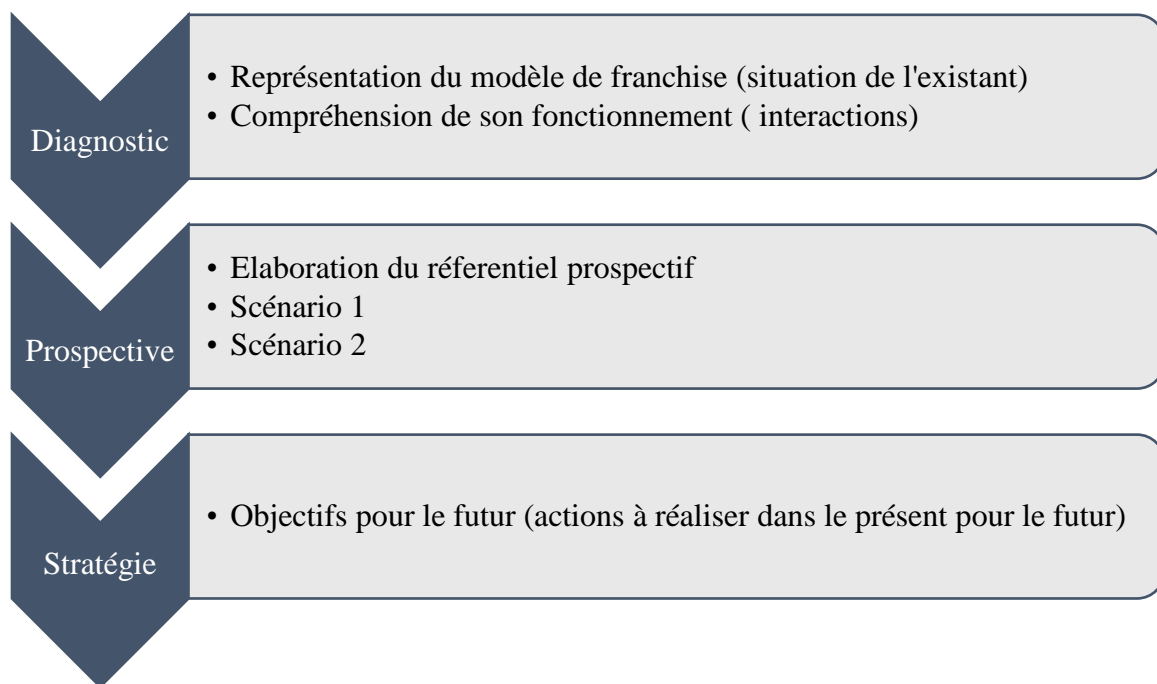 Diagnostic
• Représentation du modèle de franchise (situation de l'existant)
• Compréhension de son fonctionnement ( interactions)
Prospective
• Elaboration du réferentiel prospectif
• Scénario 1
• Scénario 2
Stratégie
• Objectifs pour le futur (actions à réaliser dans le présent pour le futur)